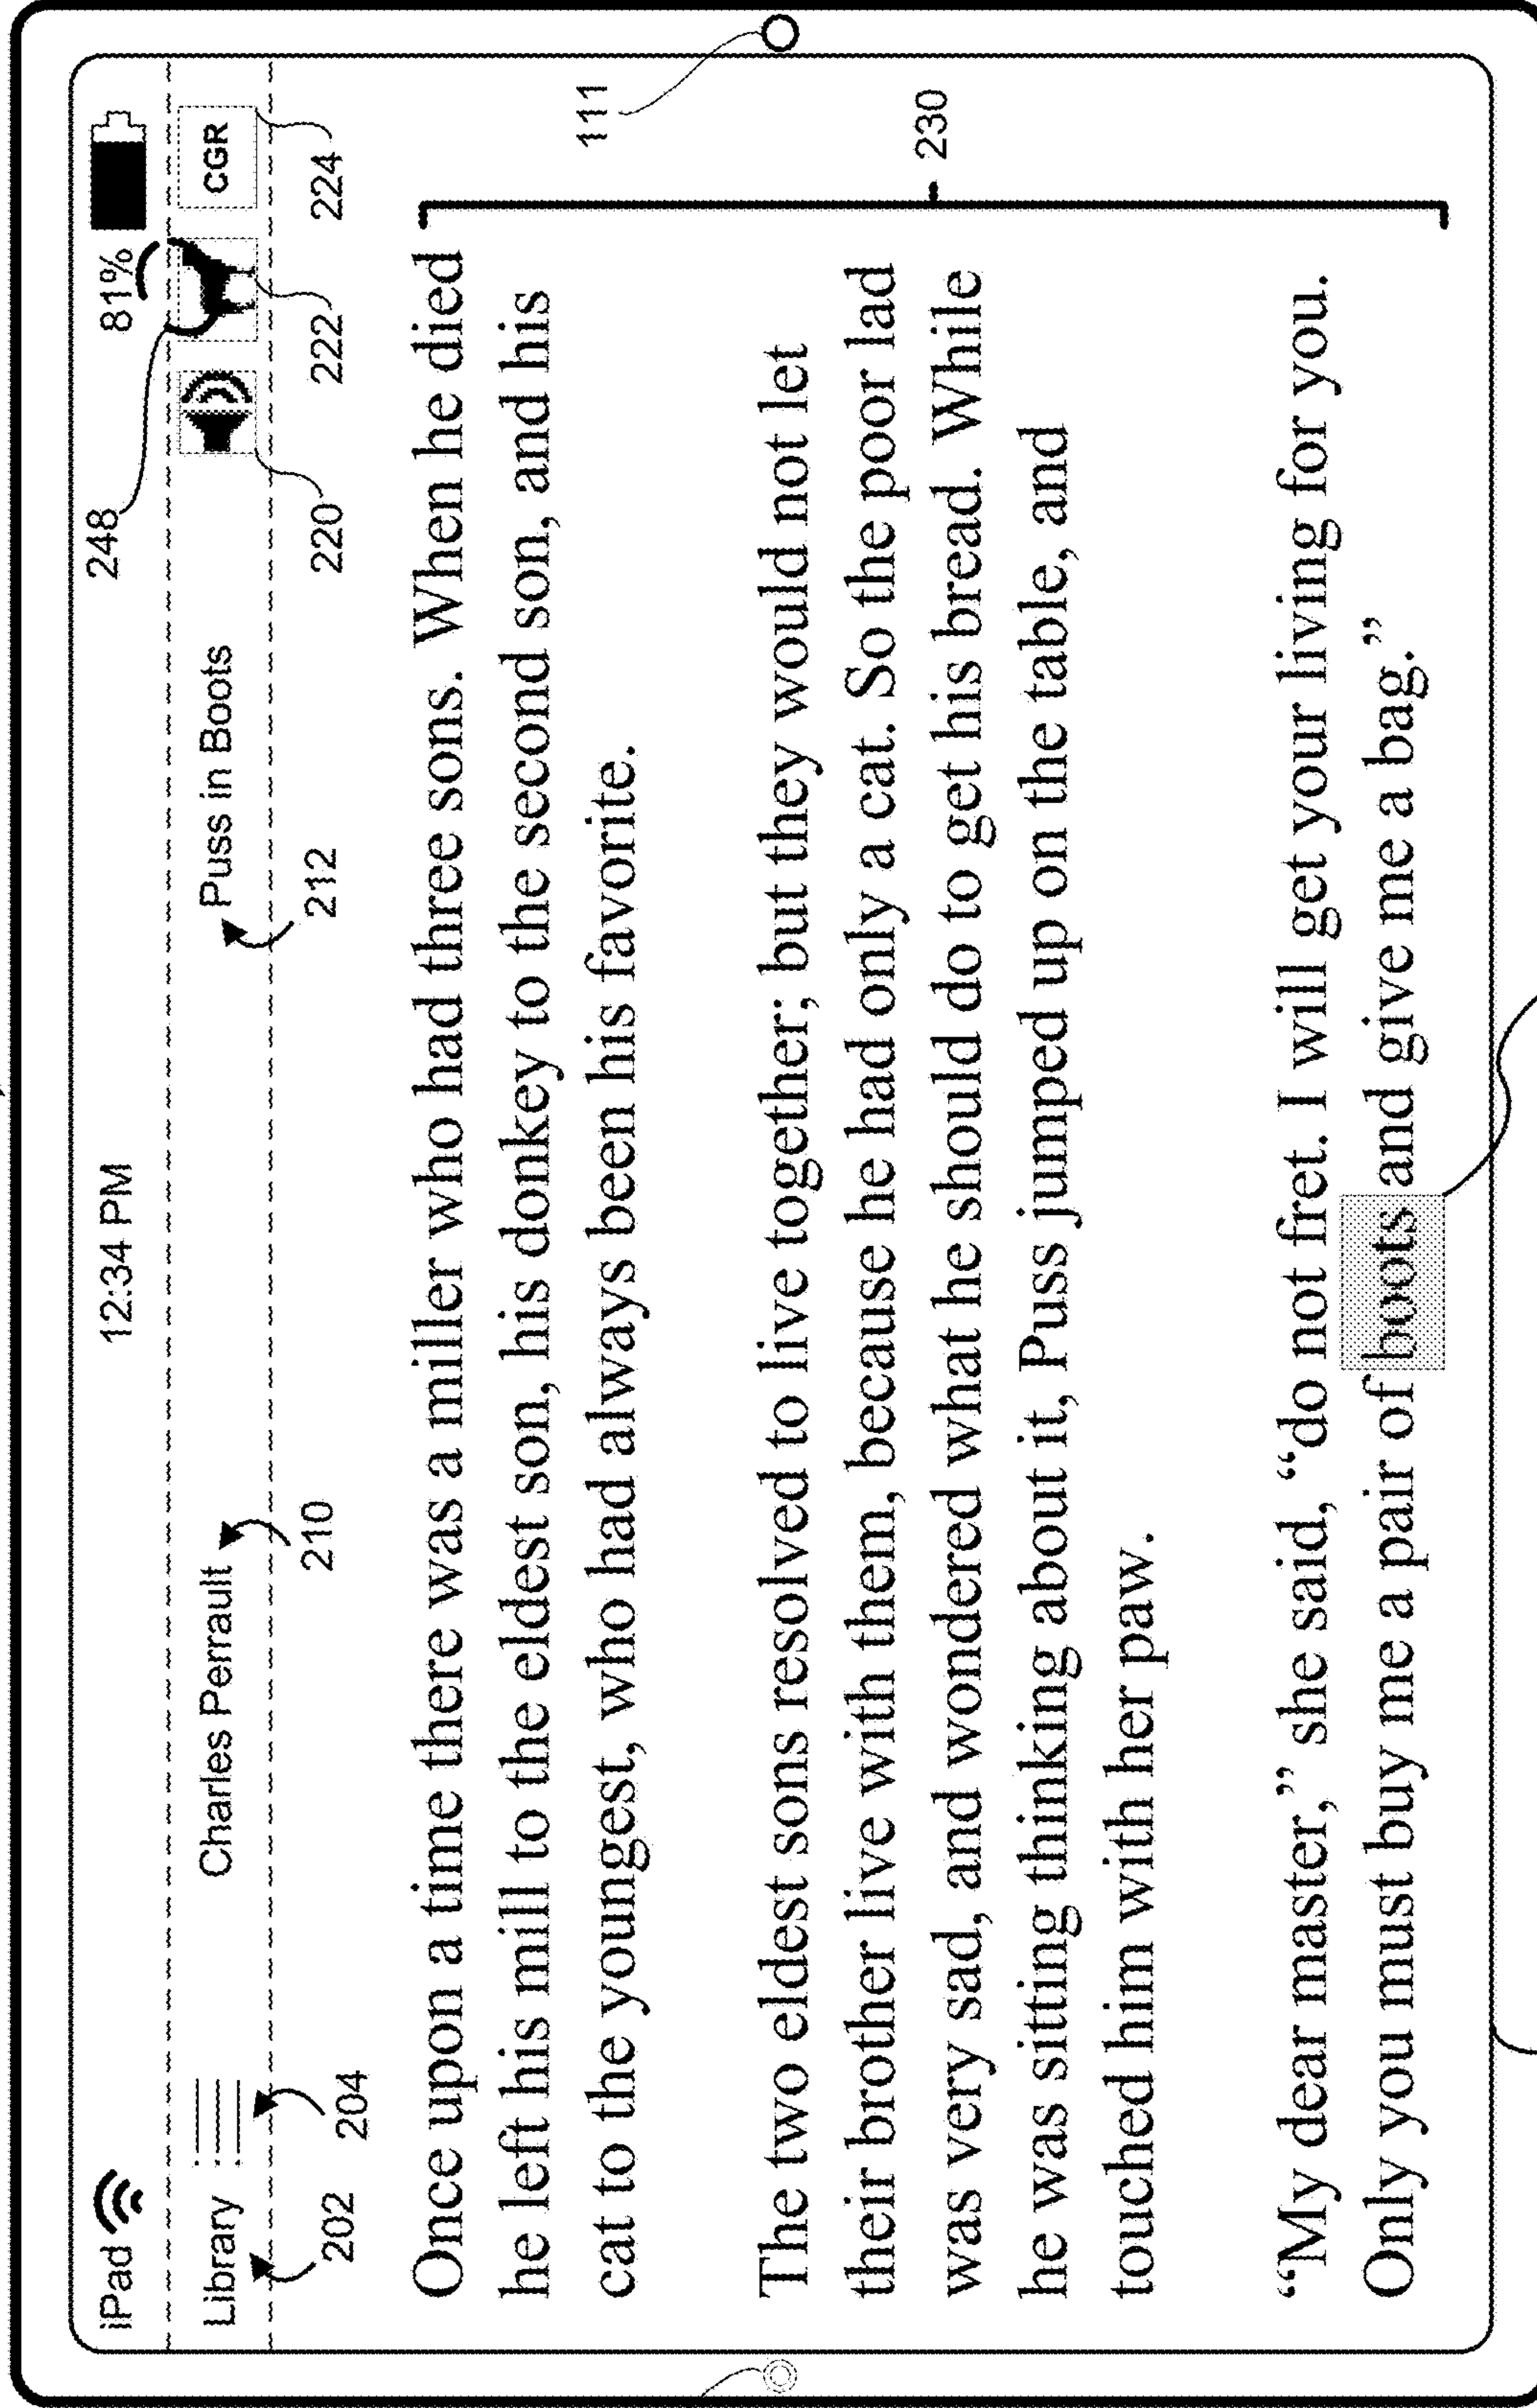 iPad 12:34 PM 81%
248
Library Charles Perrault Puss in Boots CGR
202 204 210 212 220 222 224
Once upon a time there was a miller who had three sons. When he died
he left his mill to the eldest son, his donkey to the second son, and his
cat to the youngest, who had always been his favorite.
111
The two eldest sons resolved to live together; but they would not let
their brother live with them, because he had only a cat. So the poor lad
was very sad, and wondered what he should do to get his bread. While
he was sitting thinking about it, Puss jumped up on the table, and
touched him with her paw.
230
“My dear master,” she said, “do not fret. I will get your living for you.
Only you must buy me a pair of boots and give me a bag.”